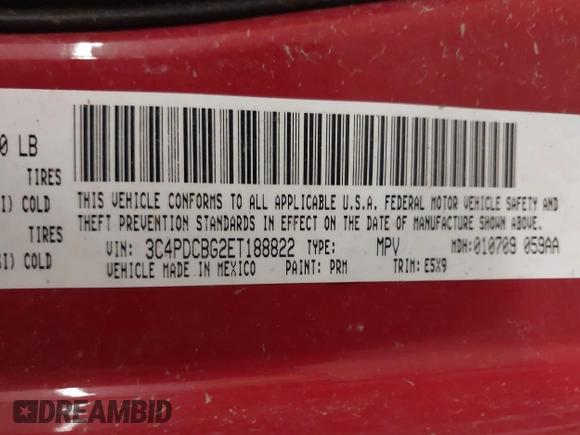 0 LB
TIRES
I) COLD
TIRES
SI) COLD
THIS VEHICLE CONFORMS TO ALL APPLICABLE U.S.A. FEDERAL MOTOR VEHICLE SAFETY AND
THEFT PREVENTION STANDARDS IN EFFECT ON THE DATE OF MANUFACTURE SHOWN ABOVE.
VIN: 3C4PDCBG2ET188822 TYPE: MPV MDH:010709 059AA
VEHICLE MADE IN MEXICO PAINT: PRM TRIM: E5X9
DREAMBID